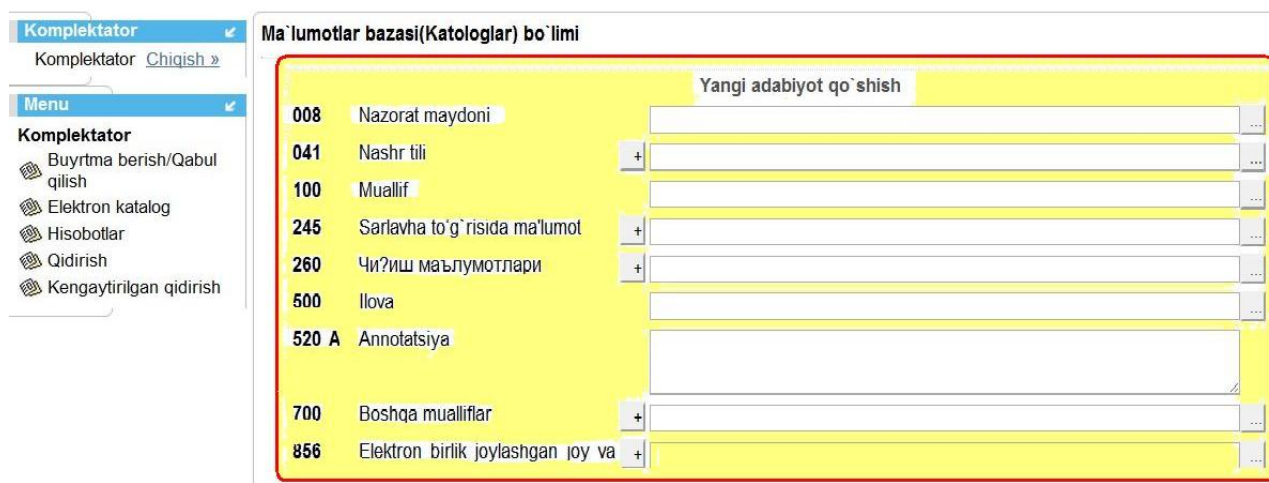 Komplektator
Komplektator Chiqish »
Menu
Komplektator
Buyrtma berish/Qabul
qilish
Elektron katalog
Hisobotlar
Qidirish
Kengaytirilgan qidirish
Ma`lumotlar bazasi(Katologlar) bo`limi
Yangi adabiyot qo`shish
008 Nazorat maydoni ...
041 Nashr tili + ...
100 Muallif ...
245 Sarlavha to‘g`risida ma'lumot + ...
260 Чи?иш маълумотлари + ...
500 Ilova ...
520 A Annotatsiya
700 Boshqa mualliflar + ...
856 Elektron birlik joylashgan joy va + ...